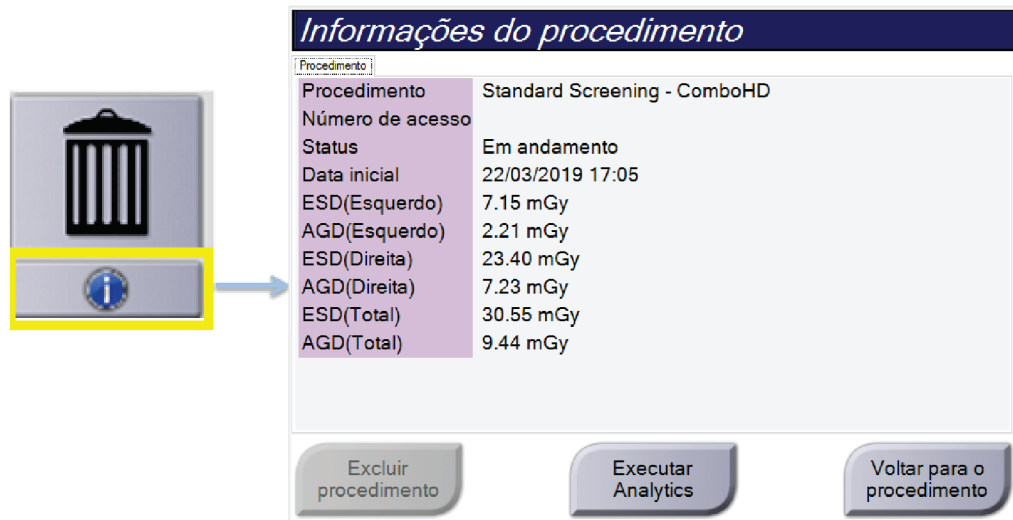 Informações do procedimento
Procedimento
Procedimento Standard Screening - ComboHD
Número de acesso
Status Em andamento
Data inicial 22/03/2019 17:05
ESD(Esquerdo) 7.15 mGy
AGD(Esquerdo) 2.21 mGy
ESD(Direita) 23.40 mGy
AGD(Direita) 7.23 mGy
ESD(Total) 30.55 mGy
AGD(Total) 9.44 mGy
Excluir
procedimento
Executar
Analytics
Voltar para o
procedimento